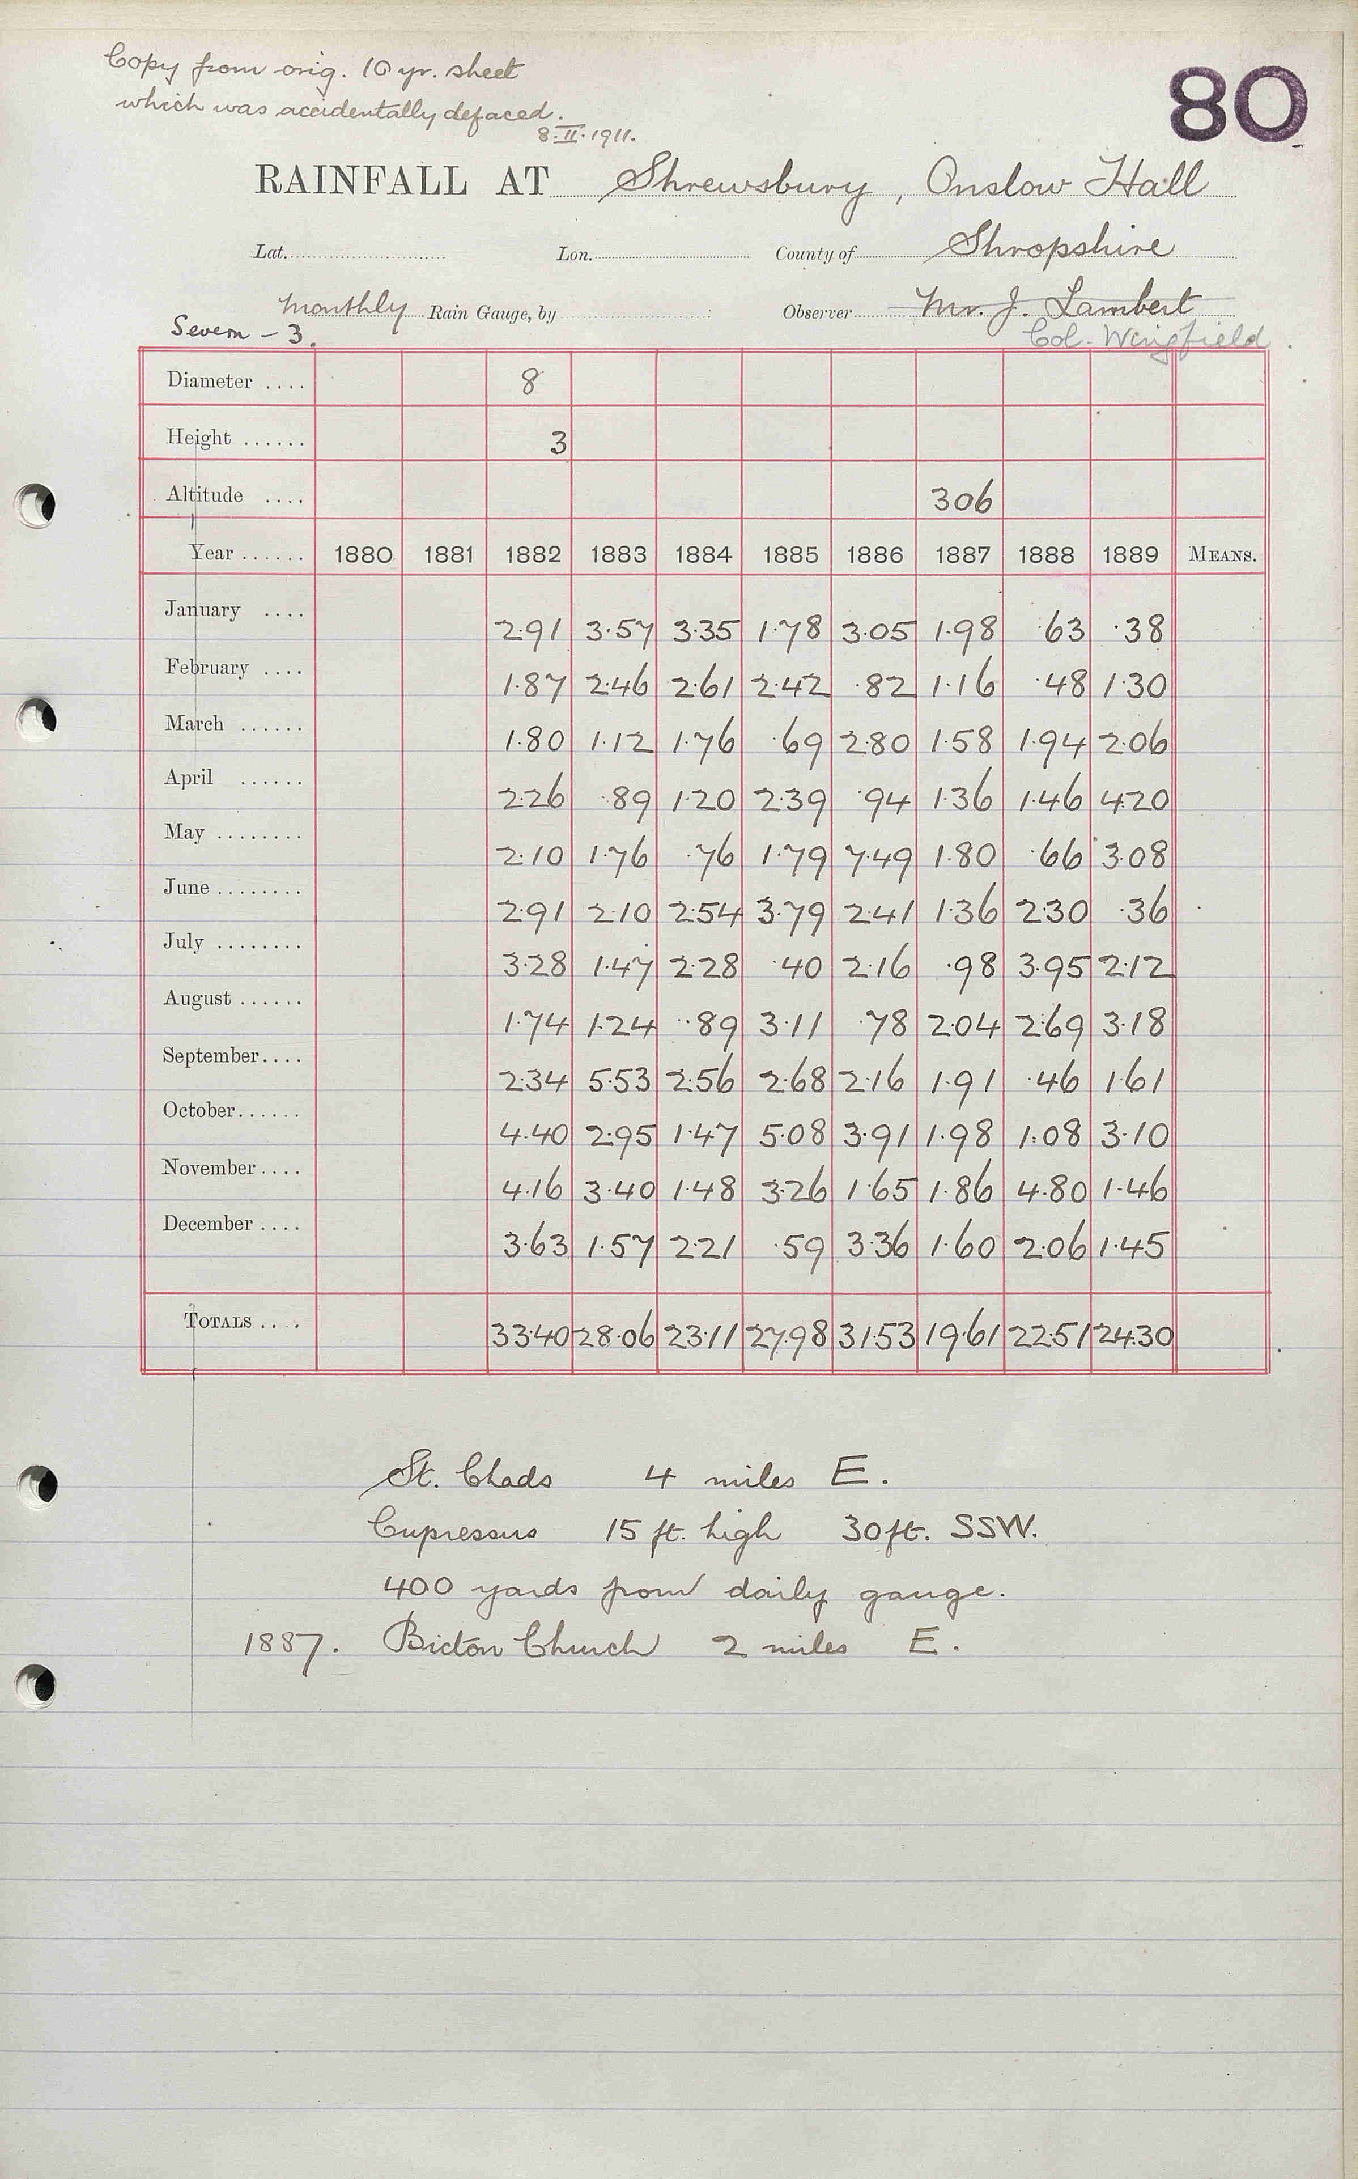 Copy from orig. 10 yr. sheet
which was accidentally defaced.
8.II.1911.
80
RAINFALL AT Shrewsbury, Onslow Hall
Lat. Lon. County of Shropshire
monthly Rain Gauge, by Observer Mr. J. Lambert
Severn - 3. Col. Wingfield.
Diameter .... 8
Height ...... 3
Altitude .... 306
Year ...... 1880 1881 1882 1883 1884 1885 1886 1887 1888 1889 MEANS.
January .... 2.91 3.57 3.35 1.78 3.05 1.98 .63 .38
February .... 1.87 2.46 2.61 2.42 .82 1.16 .48 1.30
March ...... 1.80 1.12 1.76 .69 2.80 1.58 1.94 2.06
April ...... 2.26 .89 1.20 2.39 .94 1.36 1.46 4.20
May ........ 2.10 1.76 .76 1.79 7.49 1.80 .66 3.08
June ........ 2.91 2.10 2.54 3.79 2.41 1.36 2.30 .36
July ........ 3.28 1.47 2.28 .40 2.16 .98 3.95 2.12
August ...... 1.74 1.24 .89 3.11 .78 2.04 2.69 3.18
September.... 2.34 5.53 2.56 2.68 2.16 1.91 .46 1.61
October...... 4.40 2.95 1.47 5.08 3.91 1.98 1.08 3.10
November.... 4.16 3.40 1.48 3.26 1.65 1.86 4.80 1.46
December .... 3.63 1.57 2.21 .59 3.36 1.60 2.06 1.45
TOTALS .... 33.40 28.06 23.11 27.98 31.53 19.61 22.51 24.30
St. Chads 4 miles E.
Cupressus 15 ft. high 30 ft. SSW.
400 yards from daily gauge.
1887. Bicton Church 2 miles E.